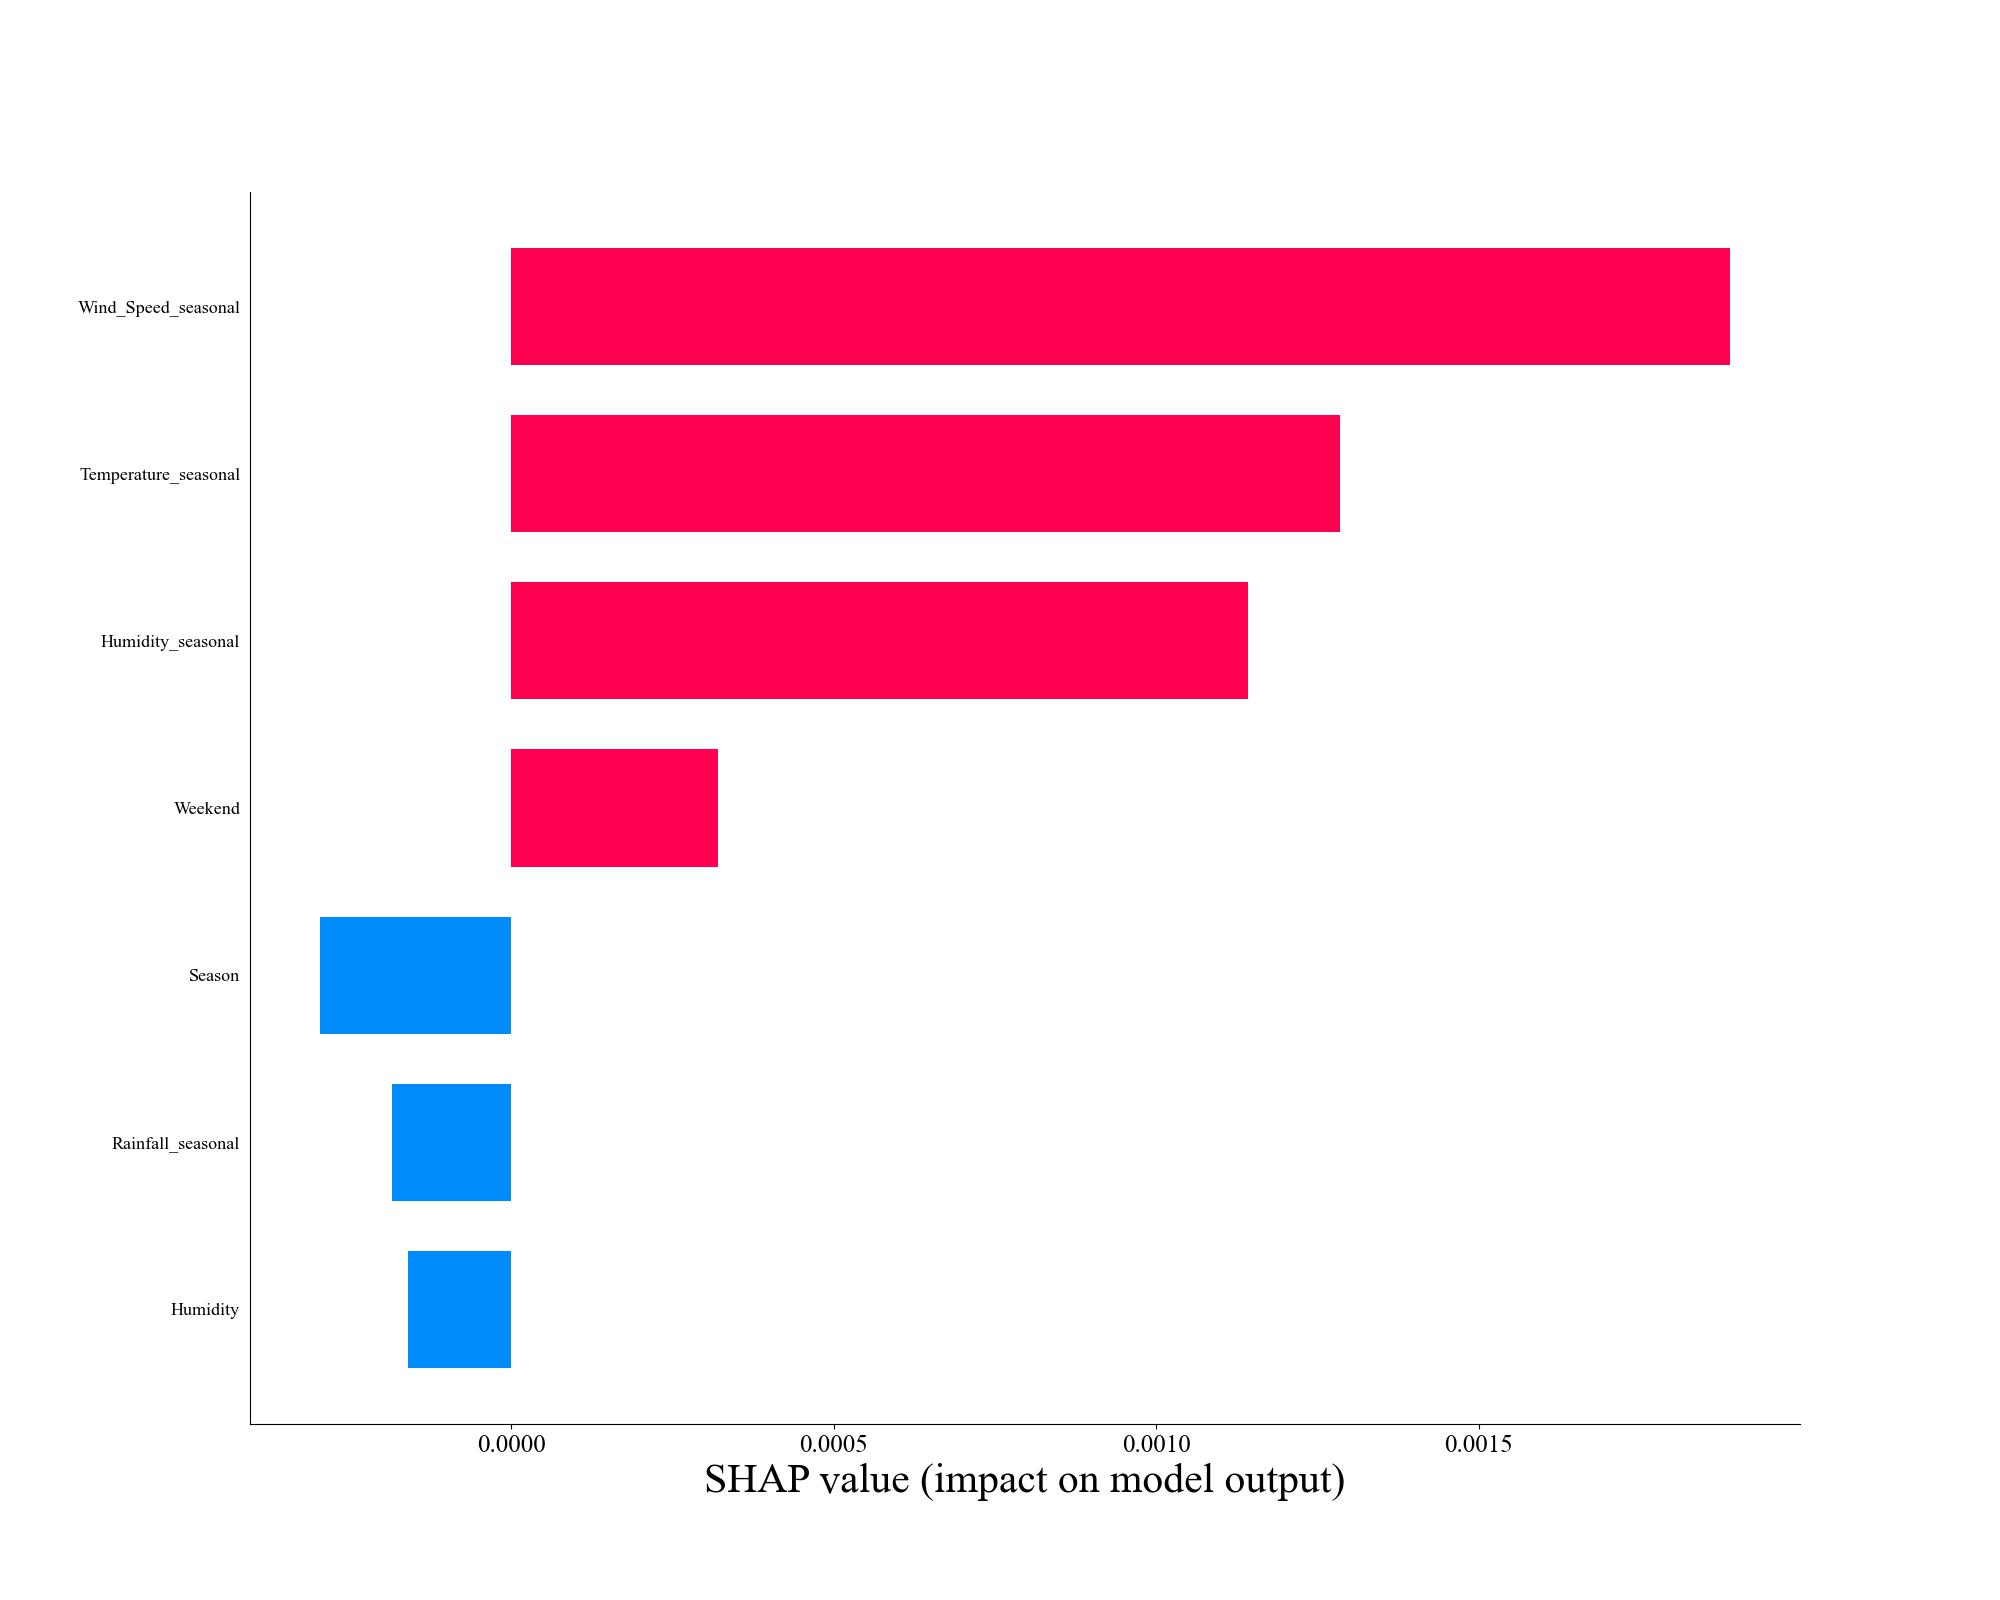 Wind_Speed_seasonal
Temperature_seasonal
Humidity_seasonal
Weekend
Season
Rainfall_seasonal
Humidity
0.0000 0.0005 0.0010 0.0015
SHAP value (impact on model output)